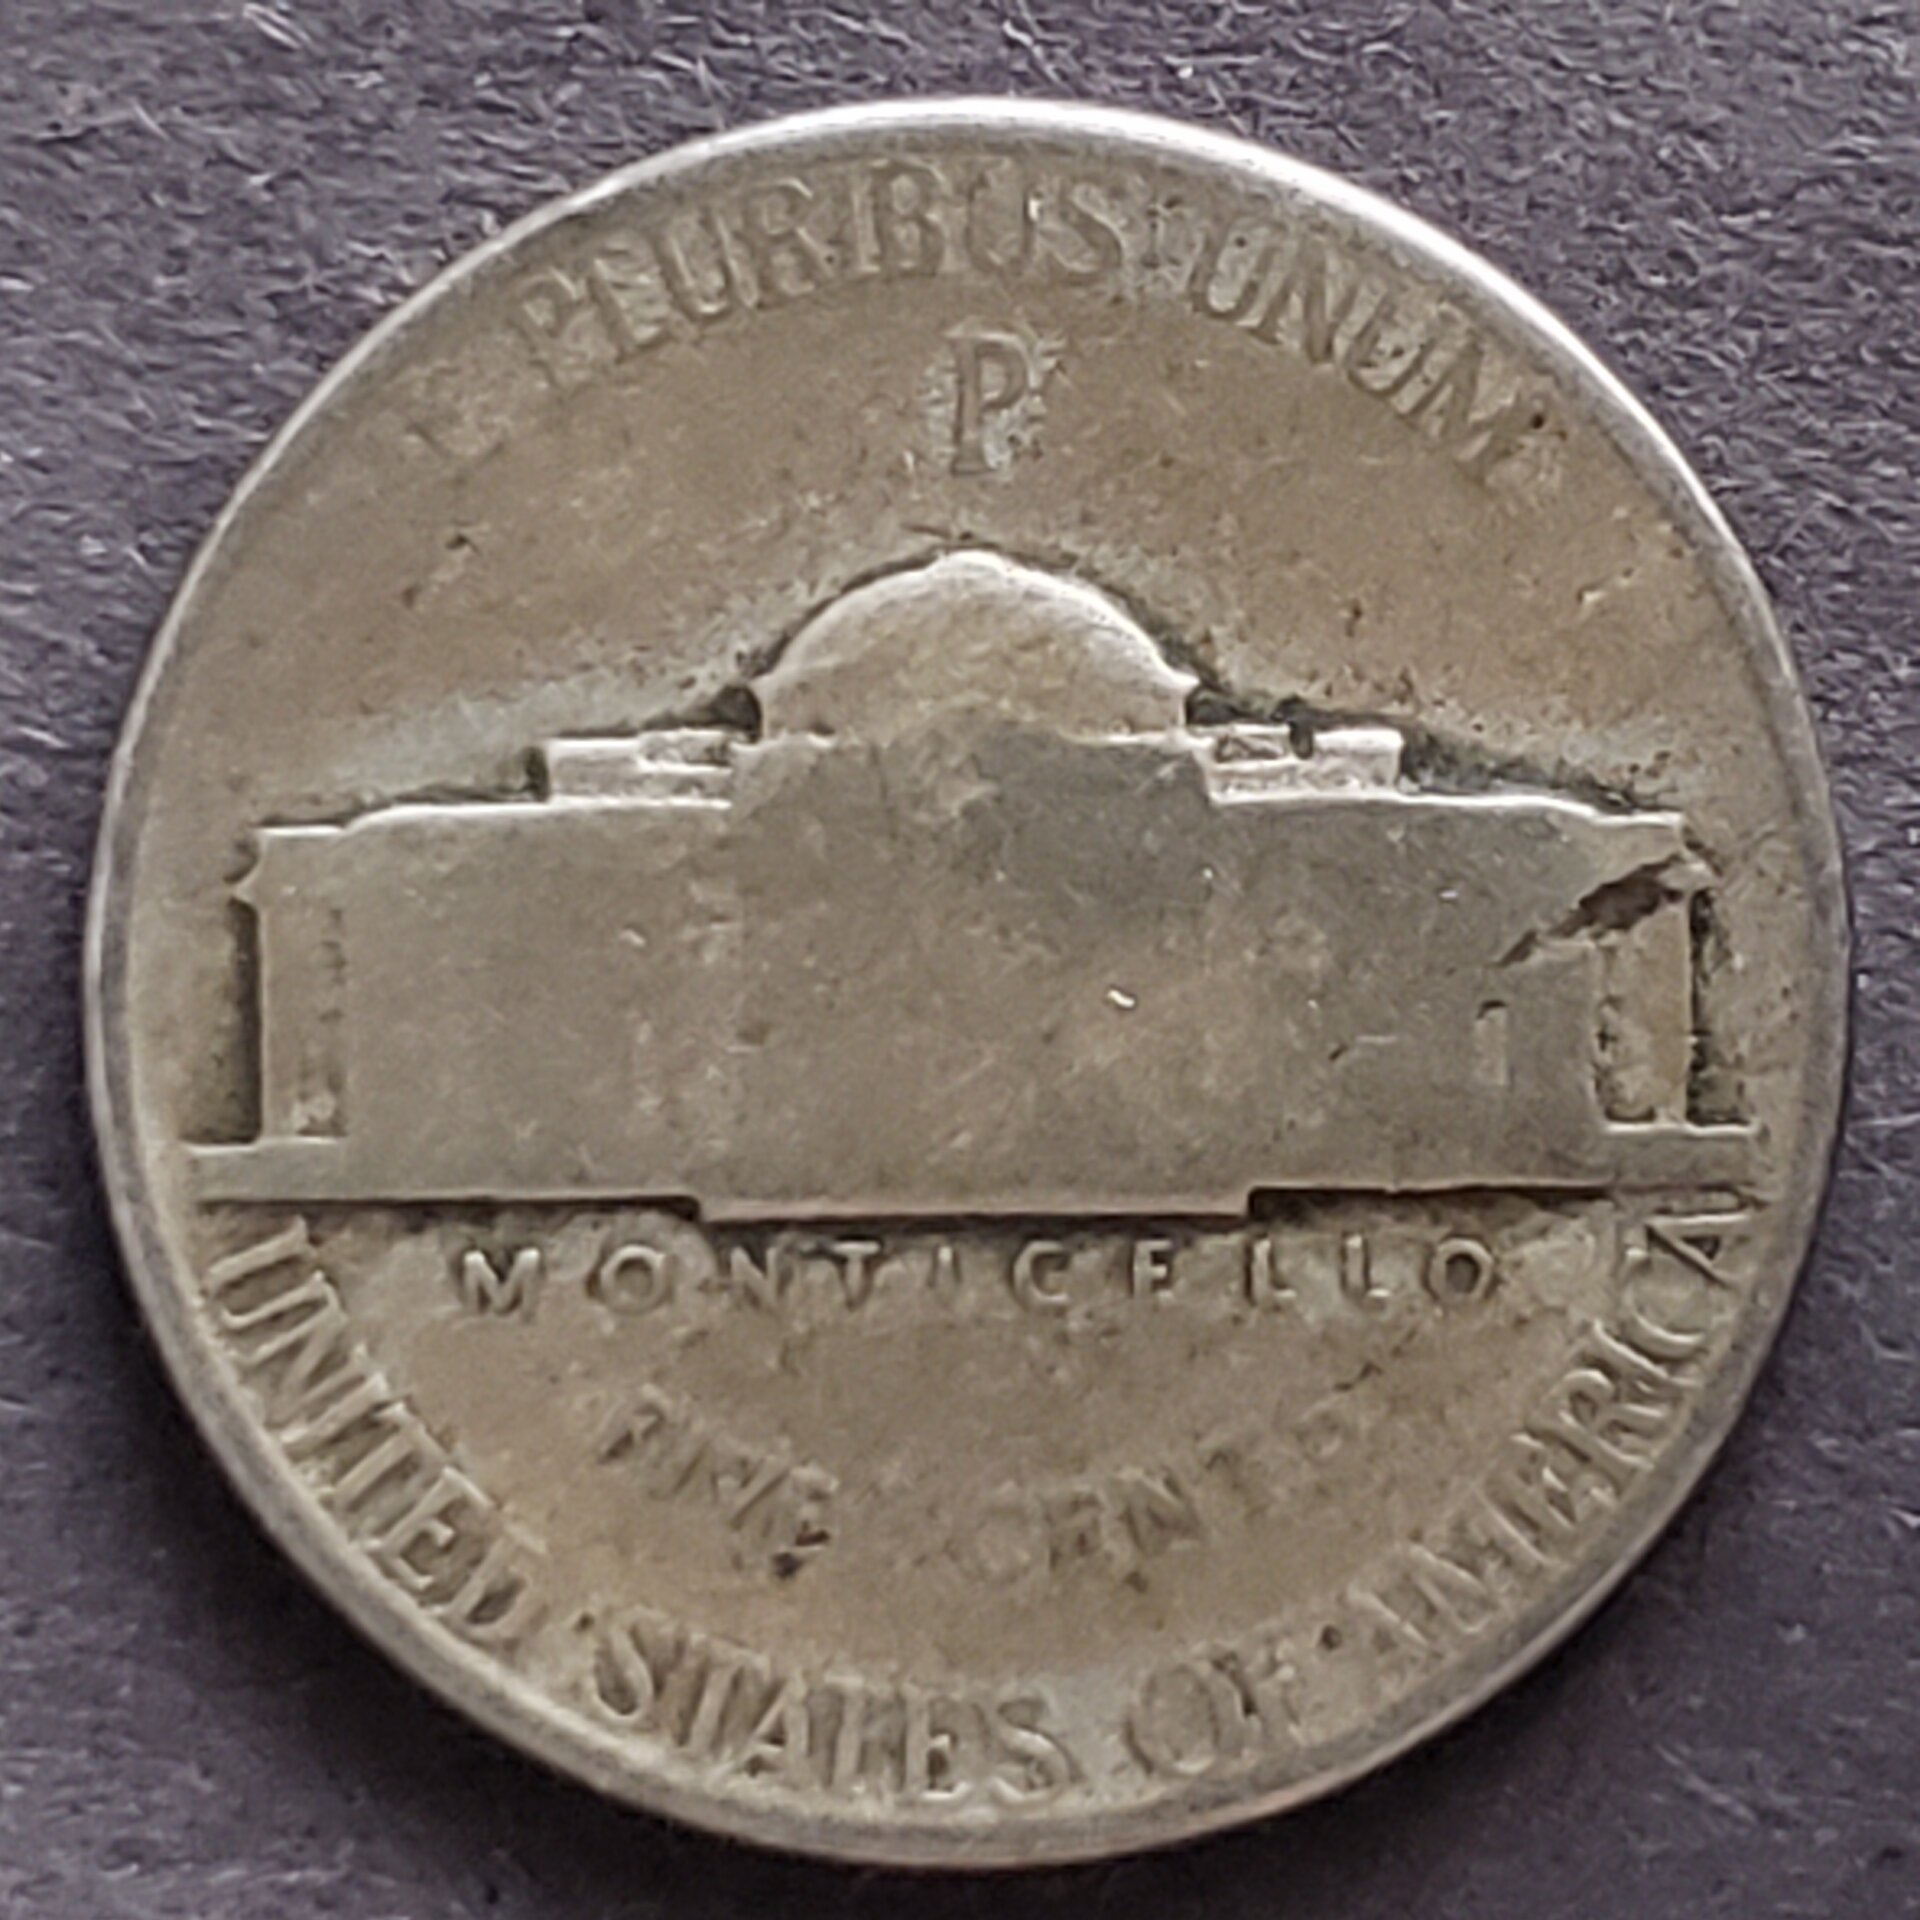 E PLURIBUS UNUM
P
MONTICELLO
FIVE CENTS
UNITED STATES OF AMERICA